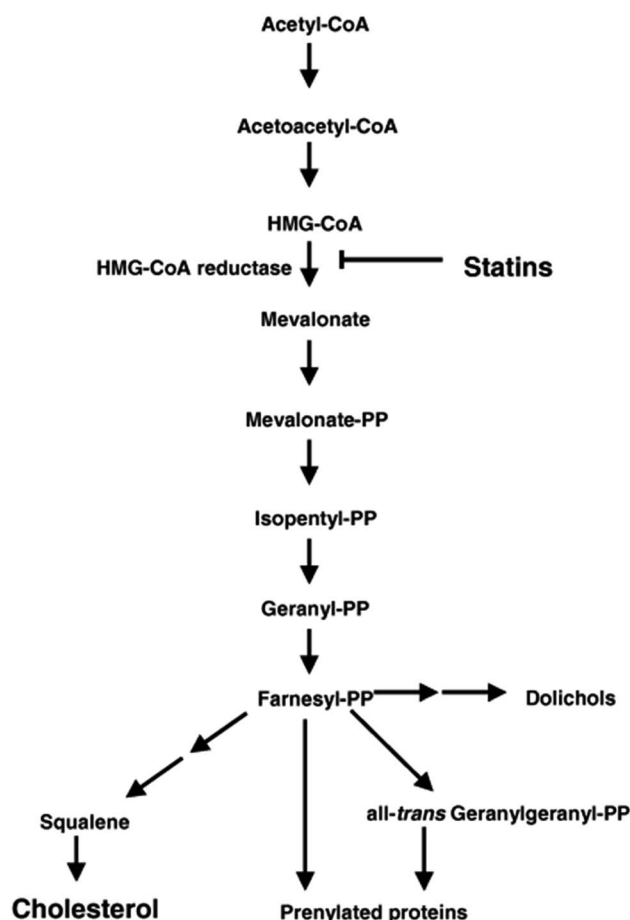 Acetyl-CoA
Acetoacetyl-CoA
HMG-CoA
HMG-CoA reductase
Statins
Mevalonate
Mevalonate-PP
Isopentyl-PP
Geranyl-PP
Farnesyl-PP
Dolichols
Squalene
all-trans Geranylgeranyl-PP
Cholesterol
Prenylated proteins